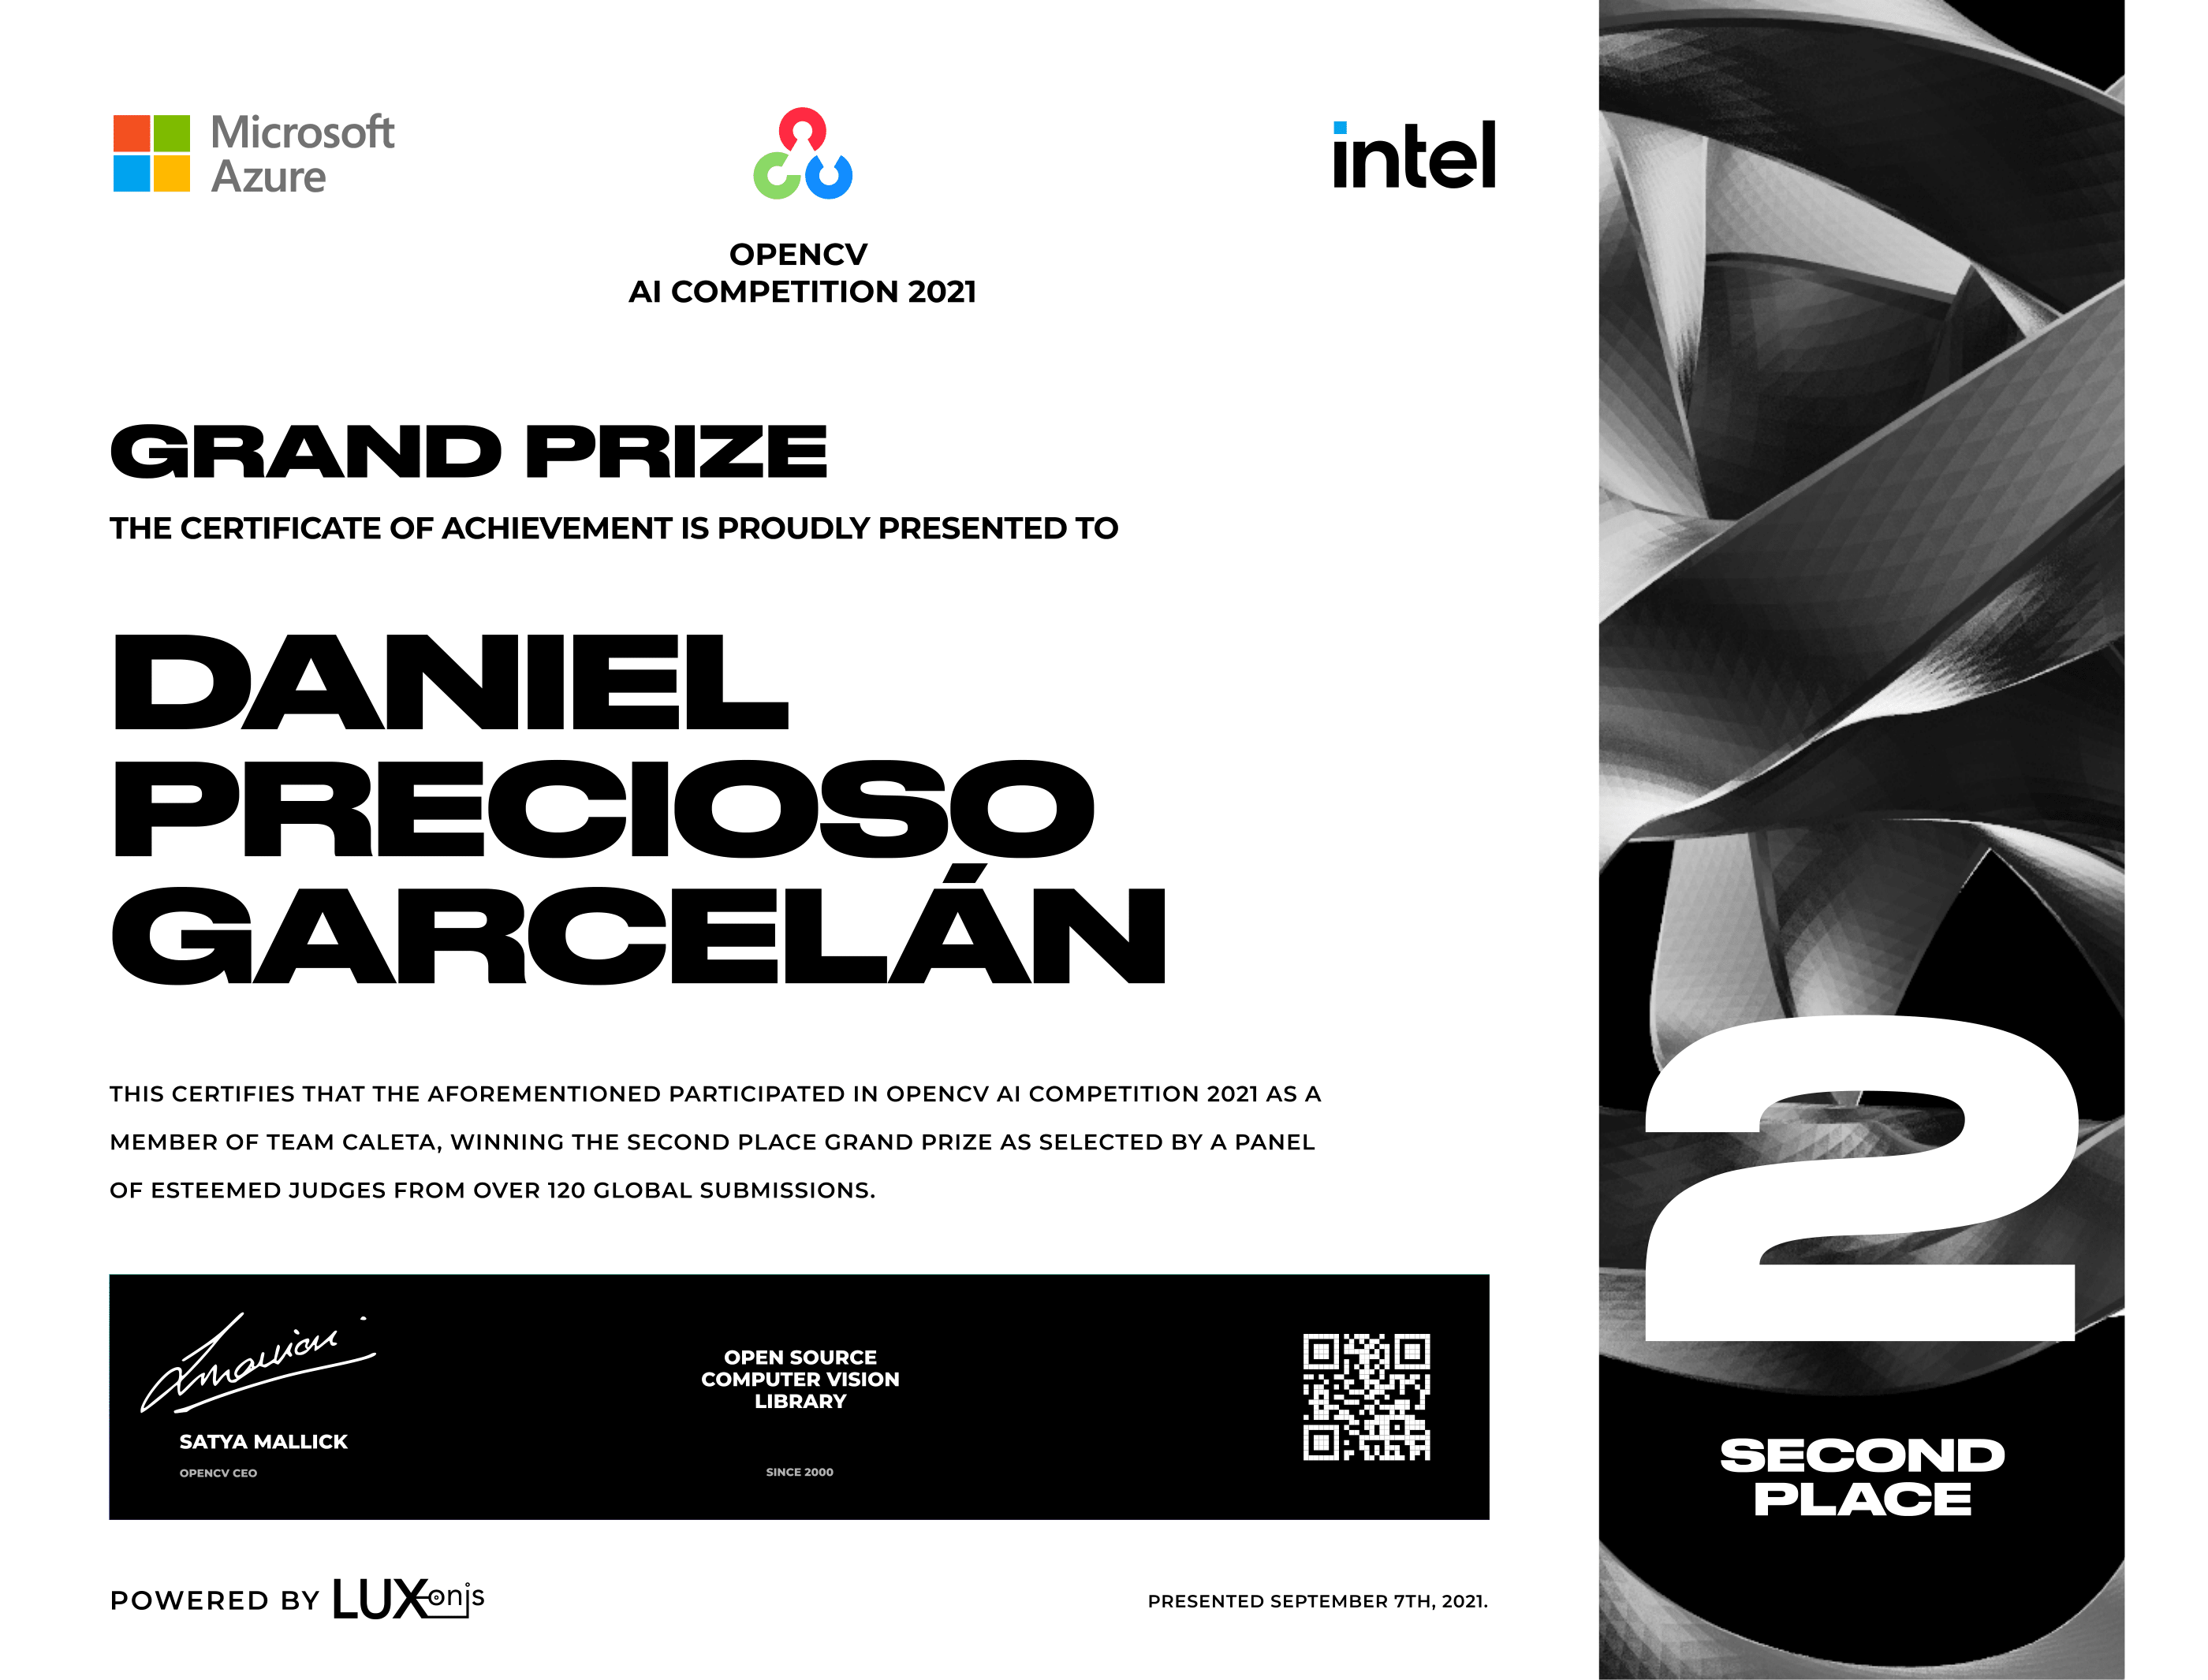 Microsoft
Azure
OPENCV
AI COMPETITION 2021
intel
GRAND PRIZE
THE CERTIFICATE OF ACHIEVEMENT IS PROUDLY PRESENTED TO
DANIEL
PRECIOSO
GARCELÁN
THIS CERTIFIES THAT THE AFOREMENTIONED PARTICIPATED IN OPENCV AI COMPETITION 2021 AS A
MEMBER OF TEAM CALETA, WINNING THE SECOND PLACE GRAND PRIZE AS SELECTED BY A PANEL
OF ESTEEMED JUDGES FROM OVER 120 GLOBAL SUBMISSIONS.
SATYA MALLICK
OPENCV CEO
OPEN SOURCE
COMPUTER VISION
LIBRARY
SINCE 2000
POWERED BY LUXonis
PRESENTED SEPTEMBER 7TH, 2021.
2
SECOND
PLACE